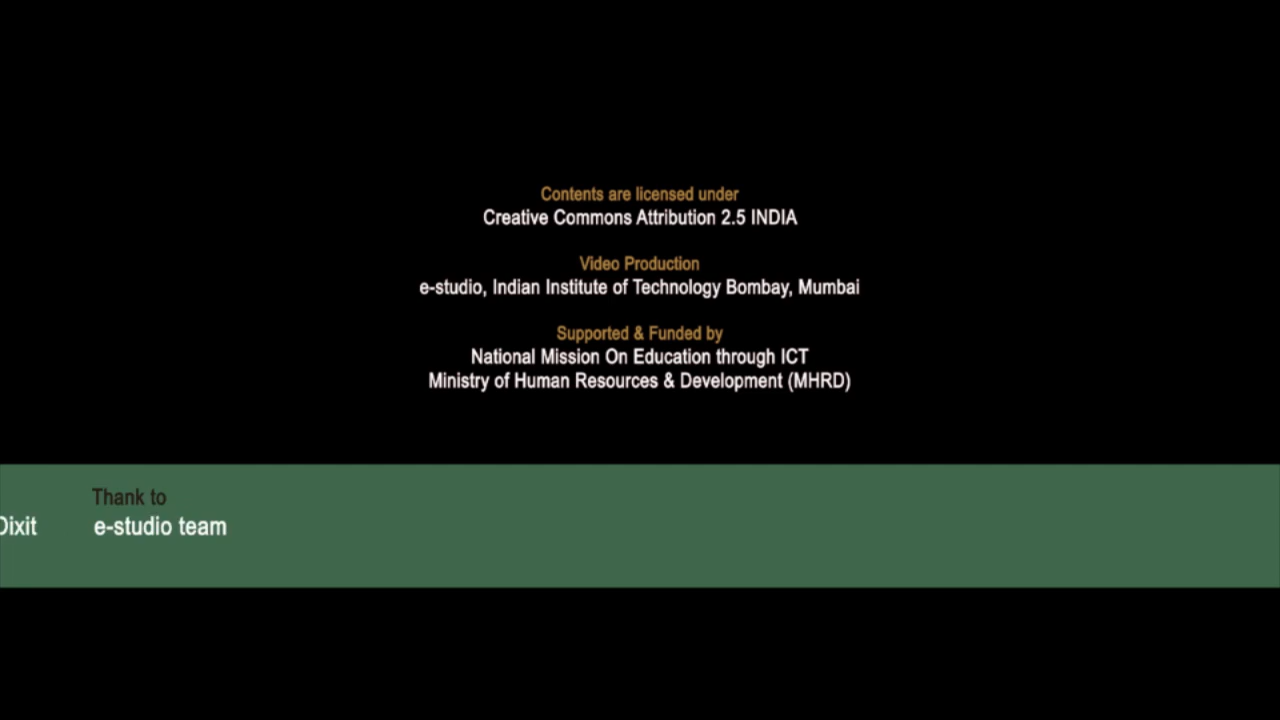 Contents are licensed under
Creative Commons Attribution 2.5 INDIA
Video Production
e-studio, Indian Institute of Technology Bombay, Mumbai
Supported & Funded by
National Mission On Education through ICT
Ministry of Human Resources & Development (MHRD)
Thank to
Dixit e-studio team